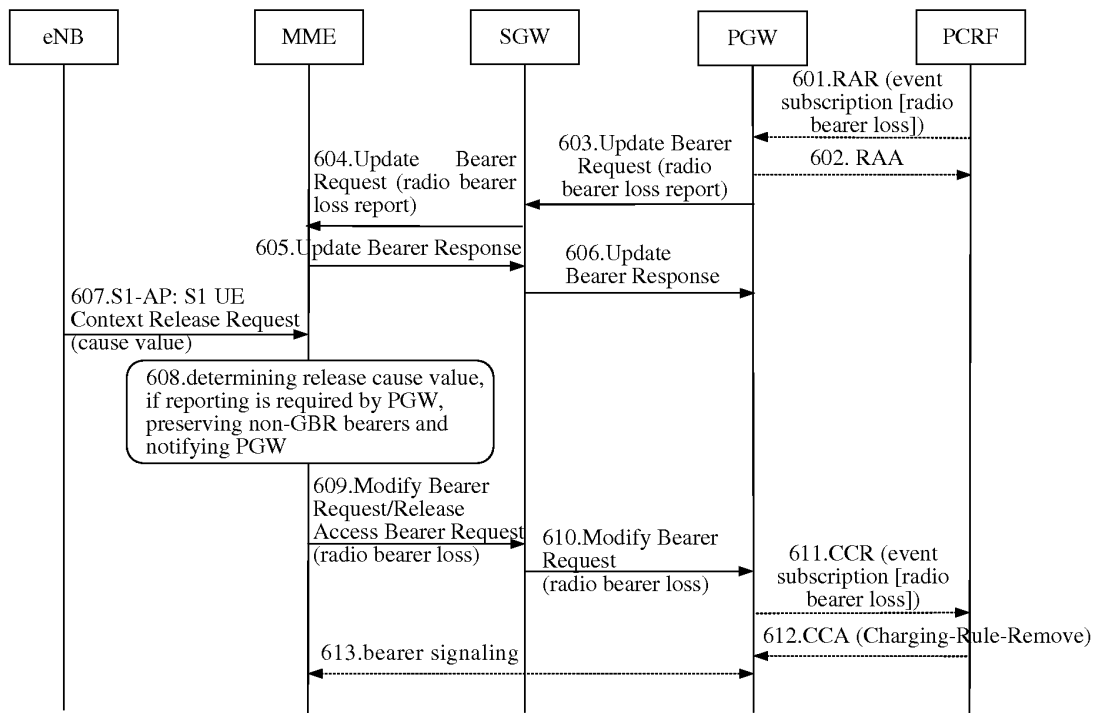 eNB
MME
SGW
PGW
PCRF
601.RAR (event
subscription [radio
bearer loss])
602. RAA
603.Update Bearer
Request (radio
bearer loss report)
604.Update Bearer
Request (radio bearer
loss report)
605.Update Bearer Response
606.Update
Bearer Response
607.S1-AP: S1 UE
Context Release Request
(cause value)
608.determining release cause value,
if reporting is required by PGW,
preserving non-GBR bearers and
notifying PGW
609.Modify Bearer
Request/Release
Access Bearer Request
(radio bearer loss)
610.Modify Bearer
Request
(radio bearer loss)
611.CCR (event
subscription [radio
bearer loss])
612.CCA (Charging-Rule-Remove)
613.bearer signaling